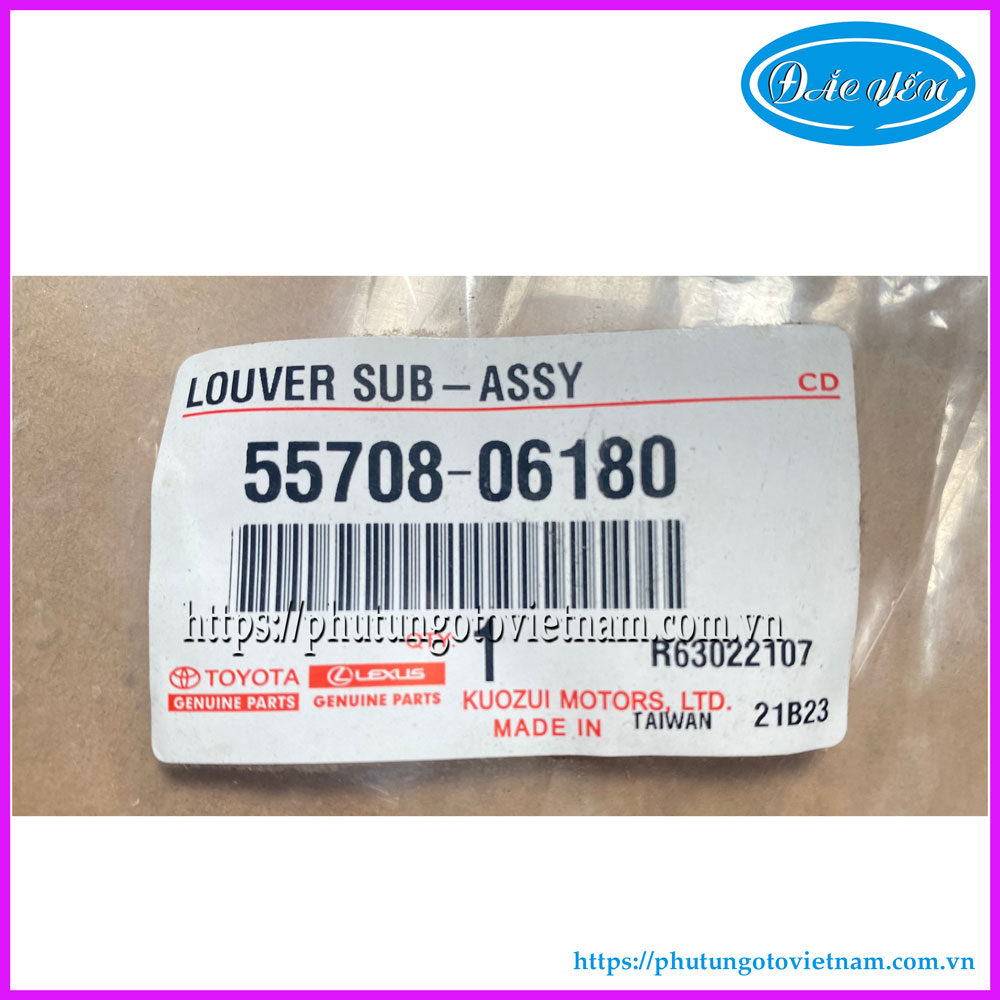 ĐẮC YẾN
LOUVER SUB-ASSY
CD
55708-06180
https://phutungotovietnam.com.vn
QTY: 1
R63022107
TOYOTA
GENUINE PARTS
LEXUS
GENUINE PARTS
KUOZUI MOTORS, LTD.
MADE IN TAIWAN
21B23
https://phutungotovietnam.com.vn